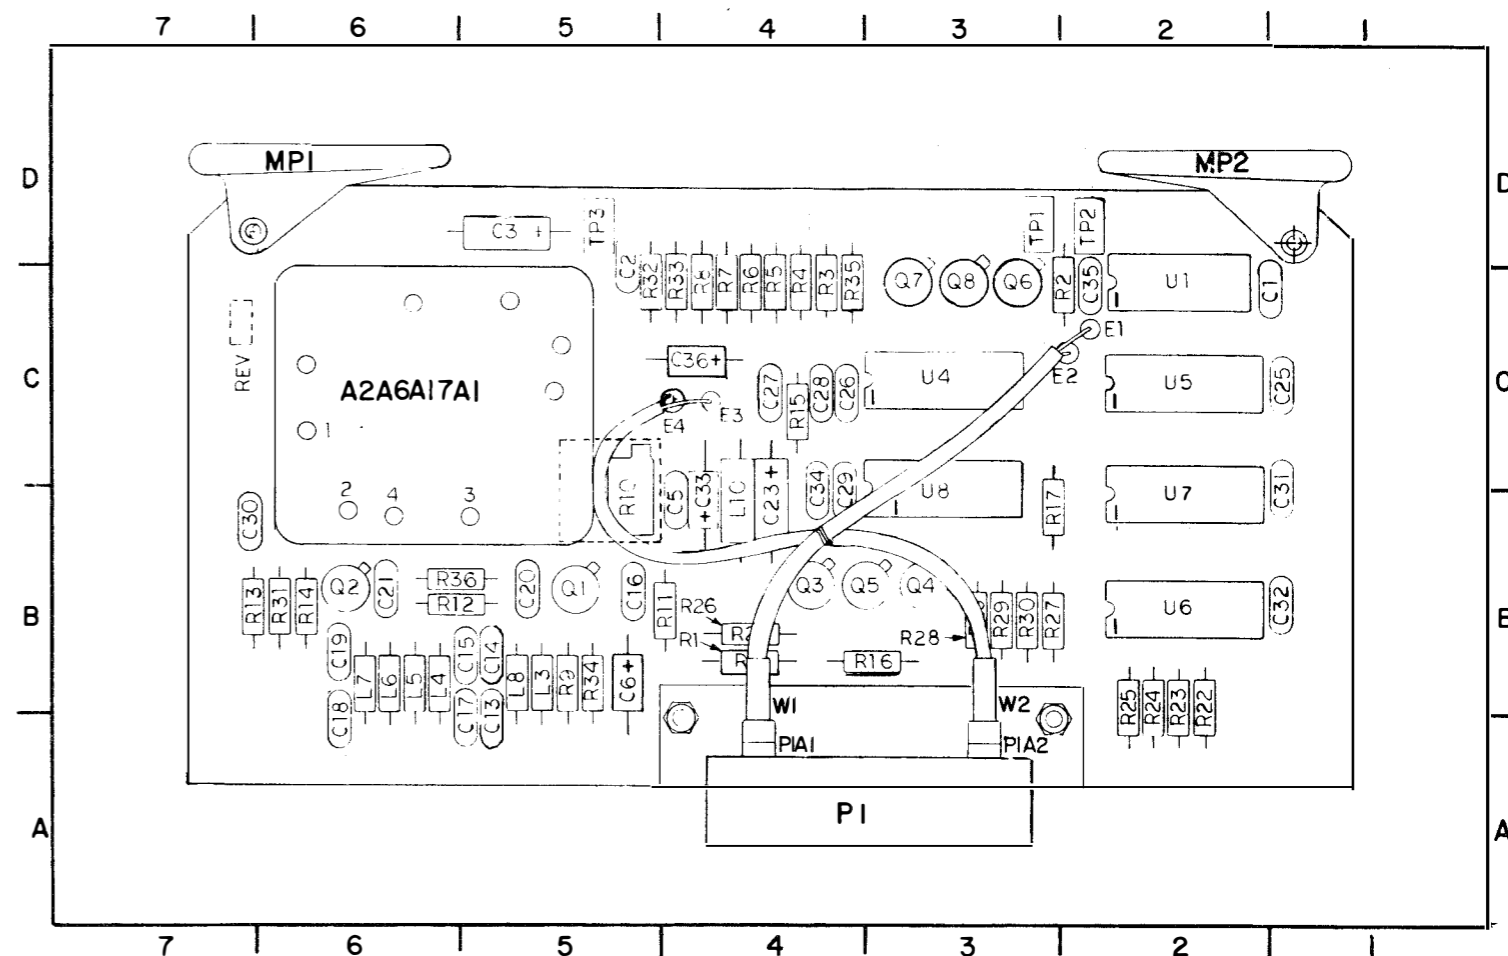 7 6 5 4 3 2 1
D D
MP1 MP2
C3 + TP3 TP1 TP2
C2 R32 R33 R8 R7 R6 R5 R4 R3 R35 Q7 Q8 Q6 R2 C35 U1 C1
E1
E2
REV
C C
A2A6A17A1
C36+ C27 R15 C28 C26 U4 U5 C25
E4 E3
1
2 4 3
C30 R10 C5 +C33 L10 C23+ C34 C29 U8 R17 U7 C31
B B
R13 R31 R14 Q2 C21 R36 C20 Q1 C16 R11 Q3 Q5 Q4 R29 R30 R27 U6 C32
R12
R26
R28
R1
R16
C19 L7 L6 L5 L4 C15 C14 L8 L3 R9 R34 C6+
C18 C17 C13
R25 R24 R23 R22
W1 W2
P1A1 P1A2
P1
A A
7 6 5 4 3 2